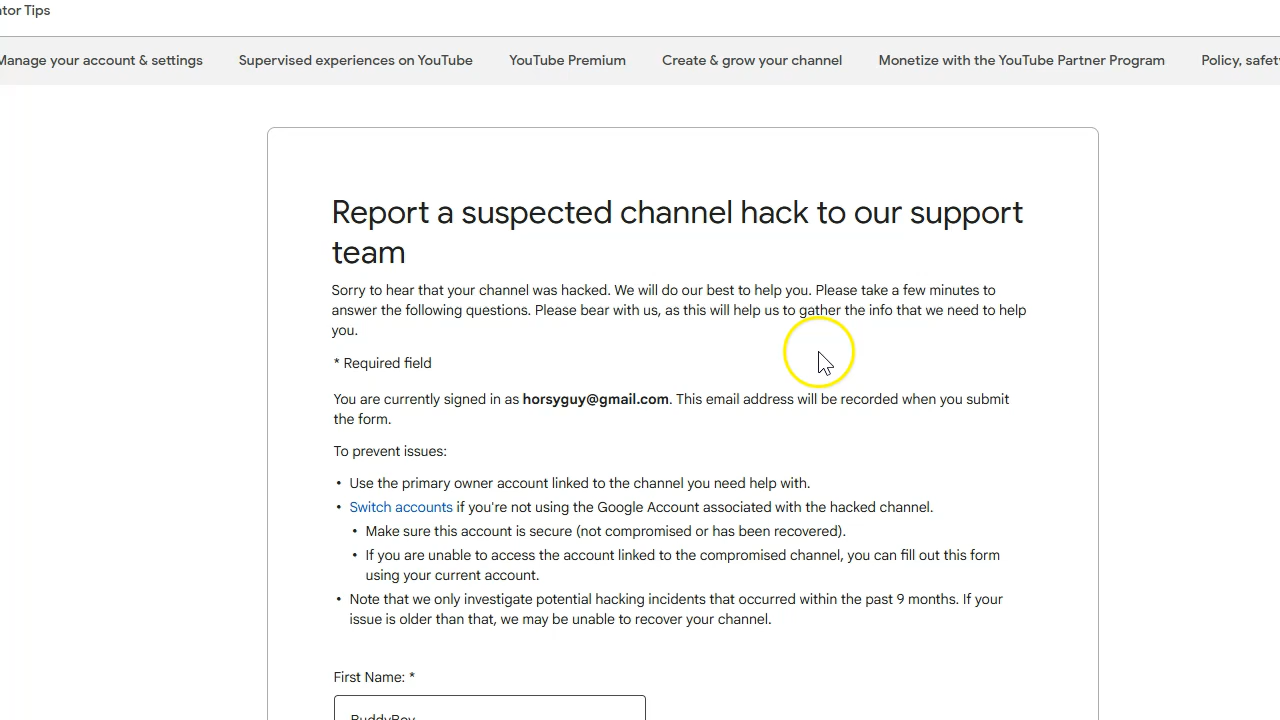 tor Tips
Manage your account & settings Supervised experiences on YouTube YouTube Premium Create & grow your channel Monetize with the YouTube Partner Program Policy, safet
Report a suspected channel hack to our support
team
Sorry to hear that your channel was hacked. We will do our best to help you. Please take a few minutes to
answer the following questions. Please bear with us, as this will help us to gather the info that we need to help
you.
* Required field
You are currently signed in as horsyguy@gmail.com. This email address will be recorded when you submit
the form.
To prevent issues:
• Use the primary owner account linked to the channel you need help with.
• Switch accounts if you're not using the Google Account associated with the hacked channel.
• Make sure this account is secure (not compromised or has been recovered).
• If you are unable to access the account linked to the compromised channel, you can fill out this form
using your current account.
• Note that we only investigate potential hacking incidents that occurred within the past 9 months. If your
issue is older than that, we may be unable to recover your channel.
First Name: *
BuddyBoy